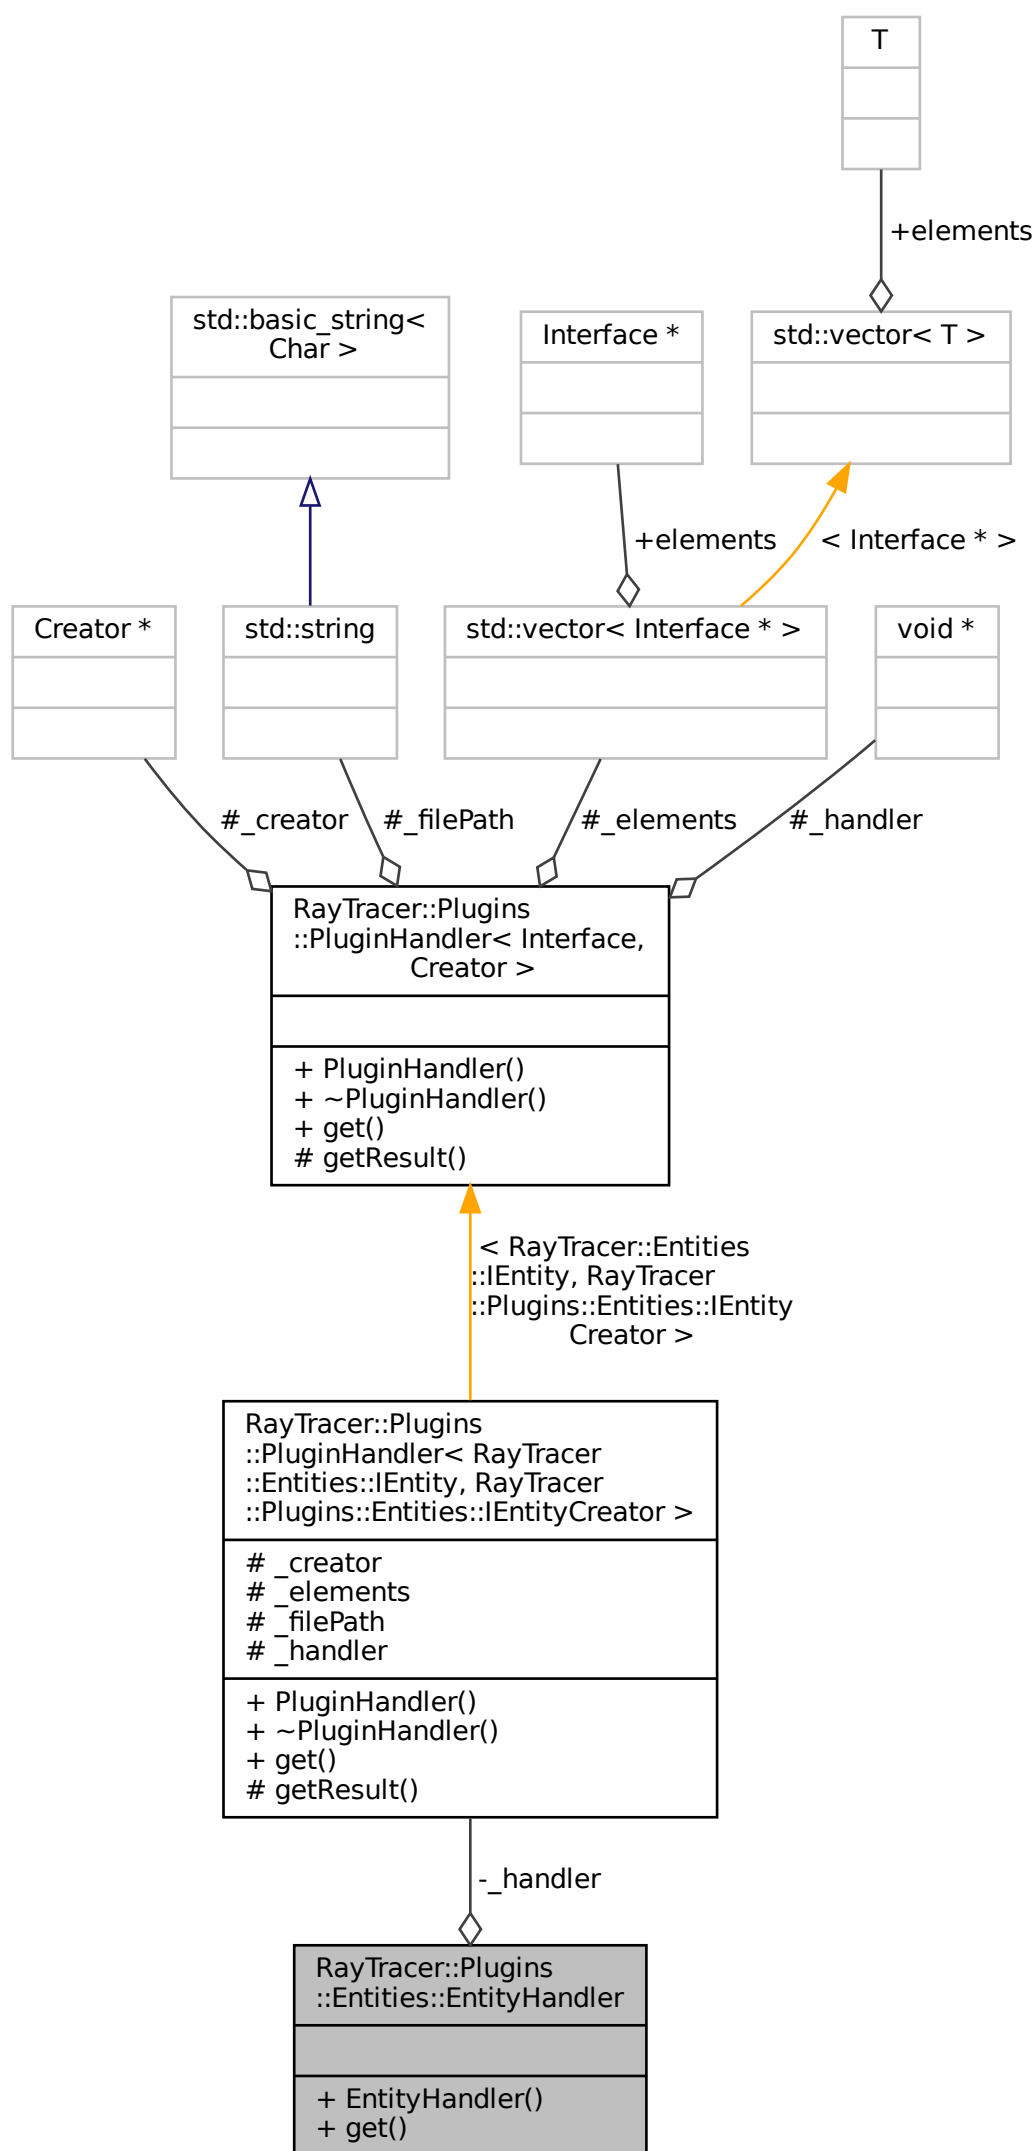 T
+elements
std::basic_string<
Char >
Interface *
std::vector< T >
+elements
< Interface * >
Creator *
std::string
std::vector< Interface * >
void *
#_creator
#_filePath
#_elements
#_handler
RayTracer::Plugins
::PluginHandler< Interface,
Creator >
+ PluginHandler()
+ ~PluginHandler()
+ get()
# getResult()
< RayTracer::Entities
::IEntity, RayTracer
::Plugins::Entities::IEntity
Creator >
RayTracer::Plugins
::PluginHandler< RayTracer
::Entities::IEntity, RayTracer
::Plugins::Entities::IEntityCreator >
# _creator
# _elements
# _filePath
# _handler
+ PluginHandler()
+ ~PluginHandler()
+ get()
# getResult()
-_handler
RayTracer::Plugins
::Entities::EntityHandler
+ EntityHandler()
+ get()